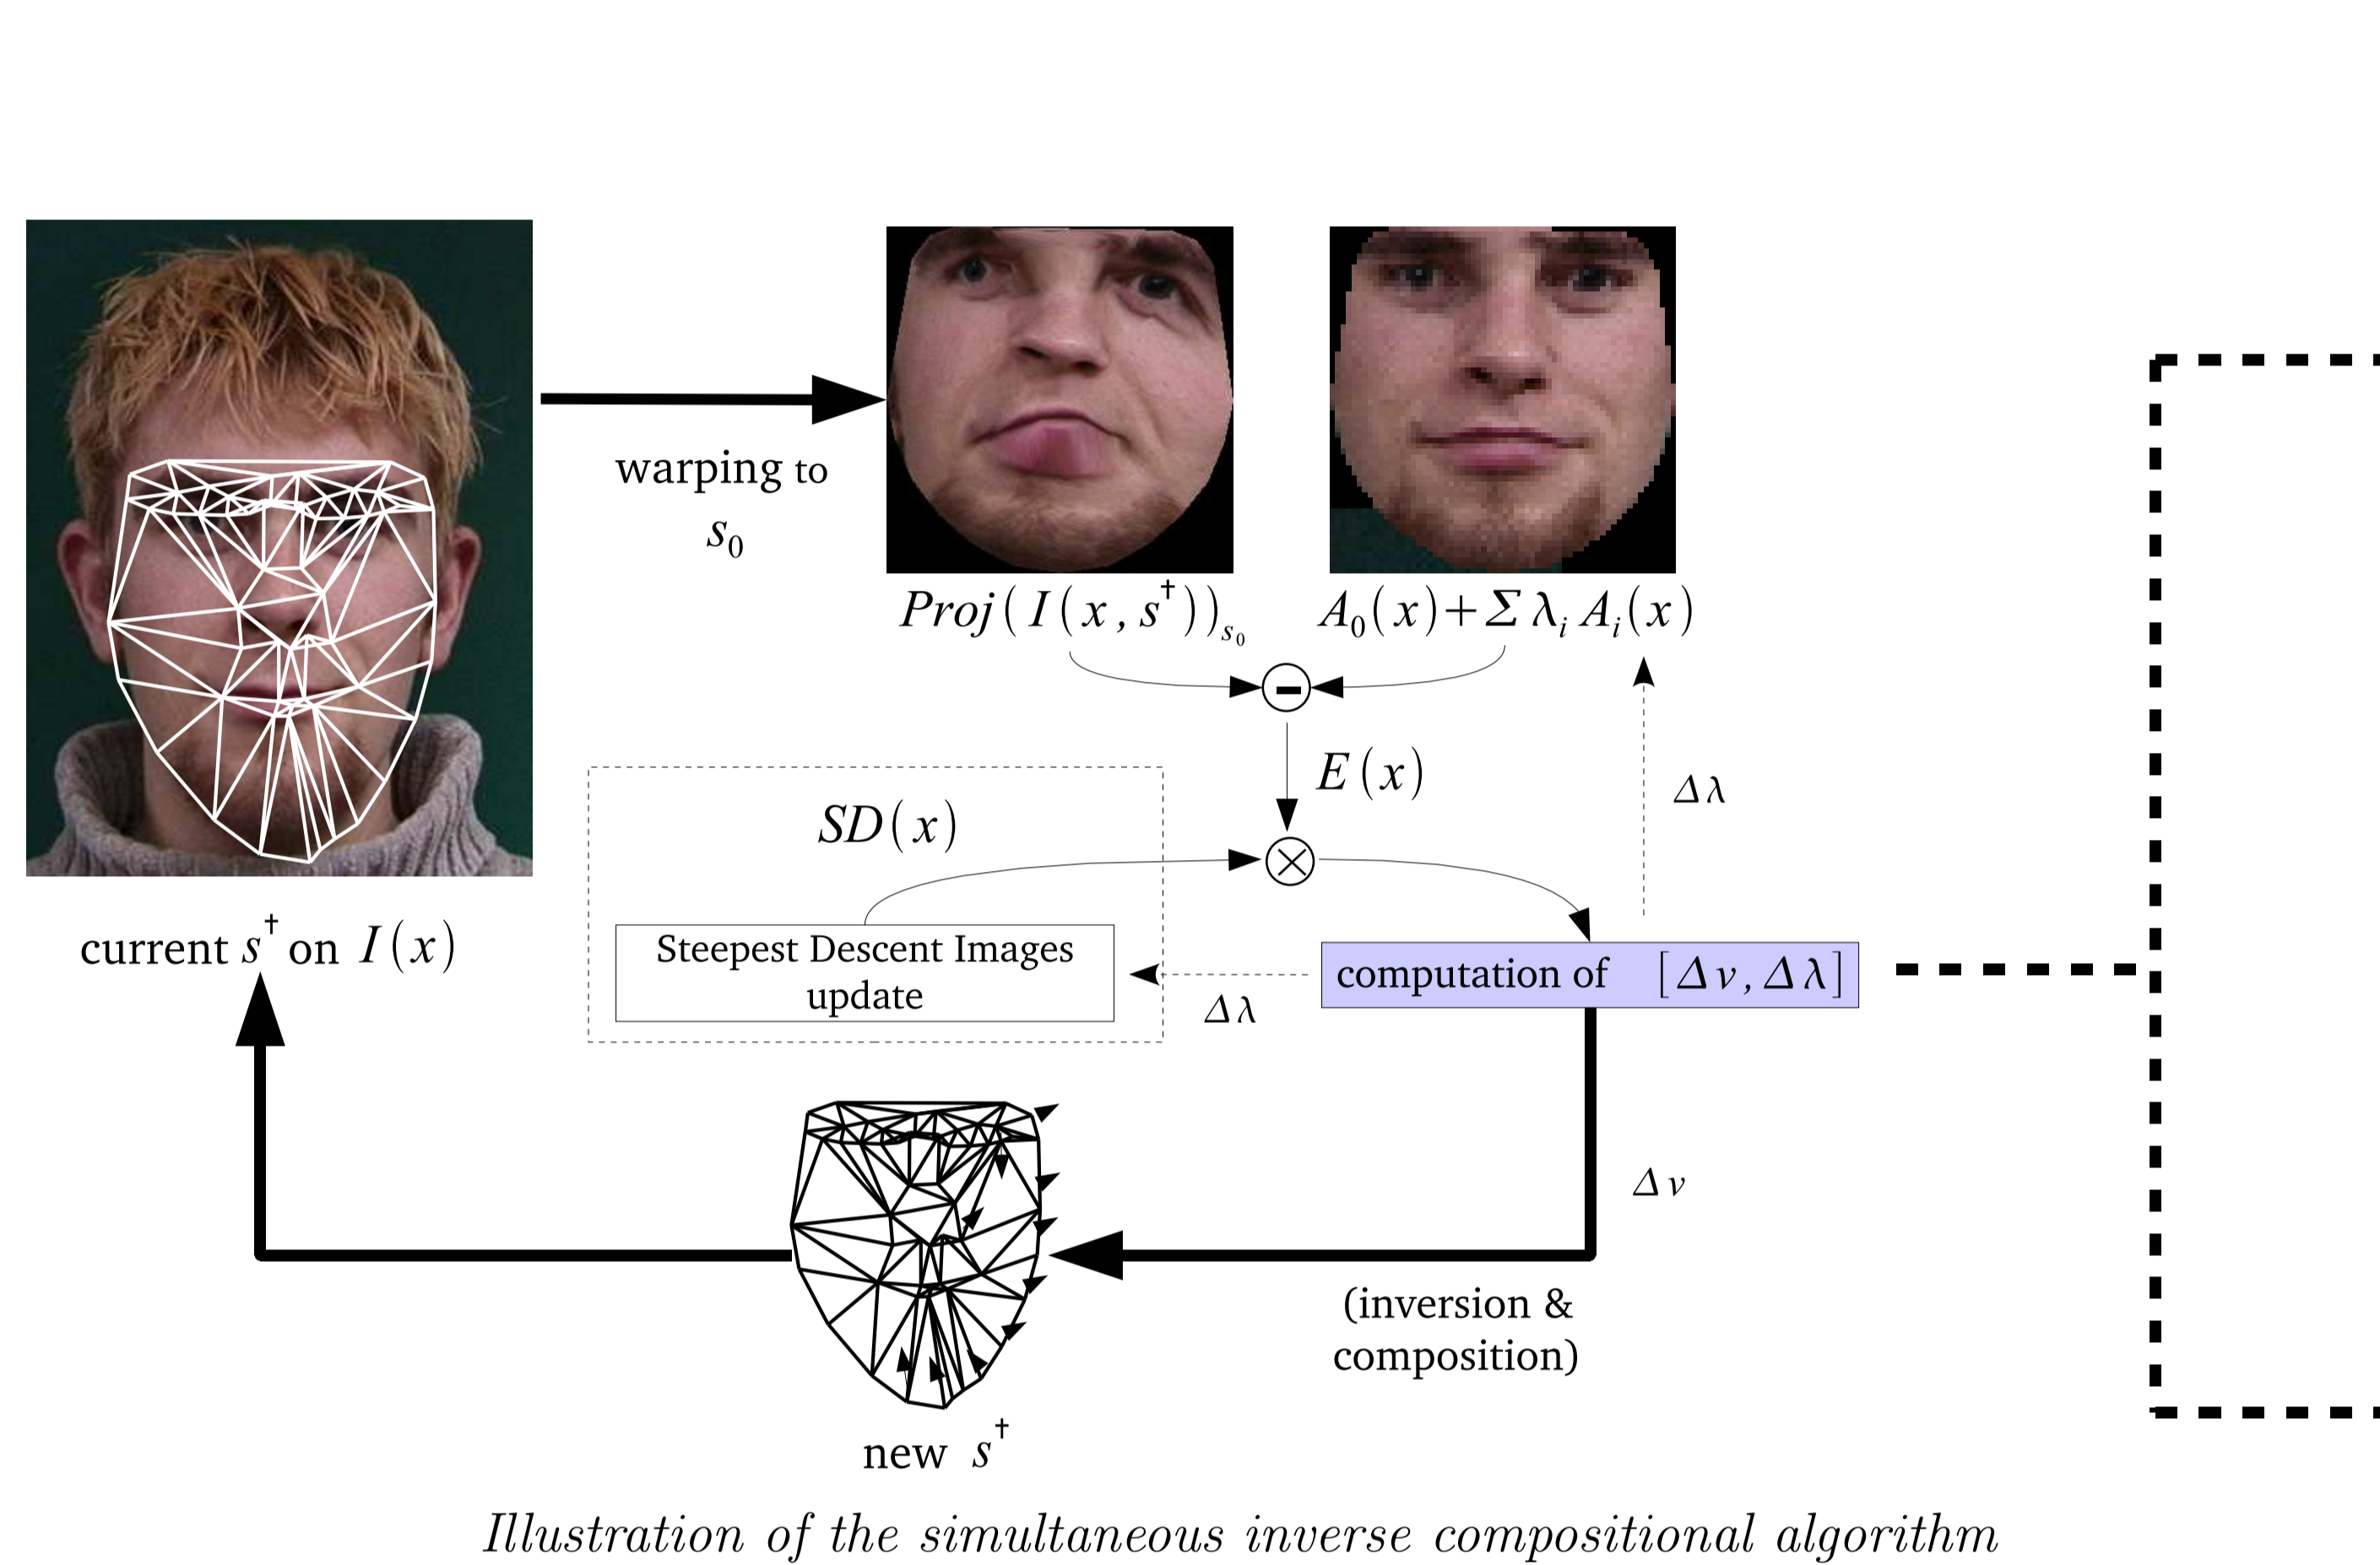 warping to
s₀
Proj(I(x,s†))ₛ₀
A₀(x)+Σλᵢ Aᵢ(x)
E(x)
SD(x)
Δλ
current s† on I(x)
Steepest Descent Images
update
Δλ
computation of [Δv,Δλ]
Δv
(inversion &
composition)
new s†
Illustration of the simultaneous inverse compositional algorithm